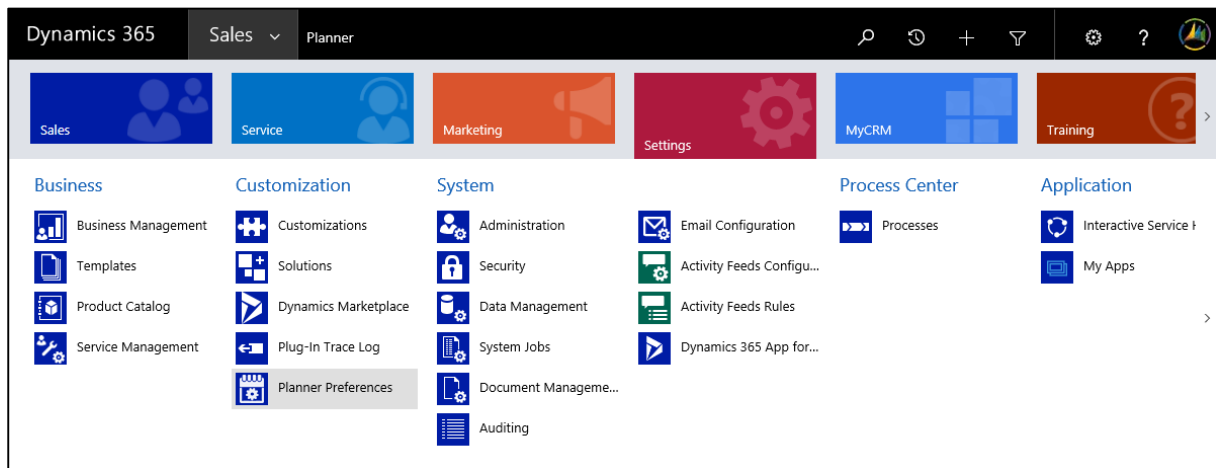 Dynamics 365 Sales Planner ?
Sales Service Marketing Settings MyCRM Training
Business
Business Management
Templates
Product Catalog
Service Management
Customization
Customizations
Solutions
Dynamics Marketplace
Plug-In Trace Log
Planner Preferences
System
Administration
Security
Data Management
System Jobs
Document Manageme...
Auditing
Email Configuration
Activity Feeds Configu...
Activity Feeds Rules
Dynamics 365 App for...
Process Center
Processes
Application
Interactive Service
My Apps